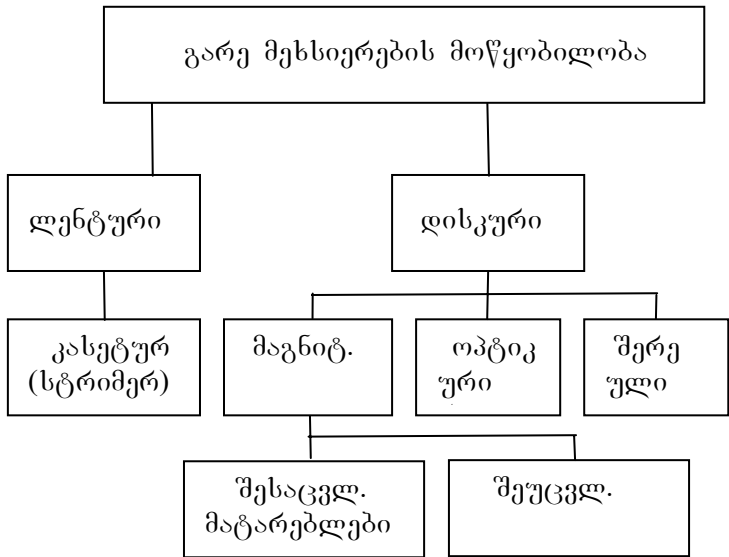 გარე მეხსიერების მოწყობილობა
ლენტური
დისკური
კასეტურ
(სტრიმერ)
მაგნიტ.
ოპტიკ
ური
შერე
ული
შესაცვლ.
მატარებლები
შეუცვლ.